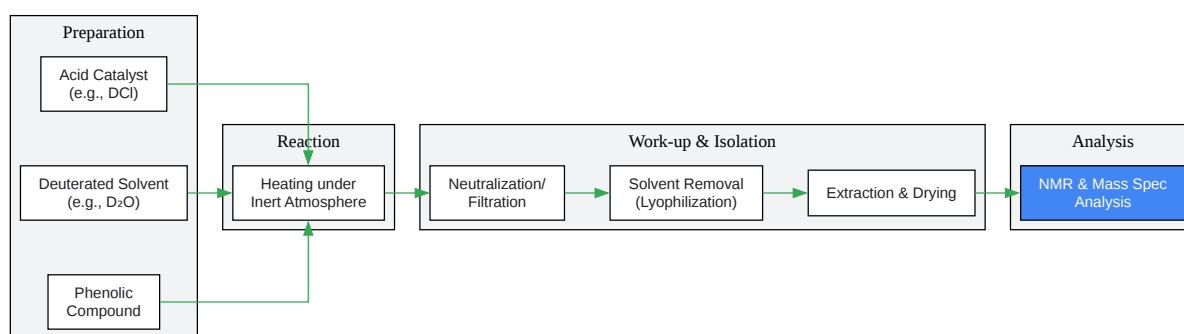 Preparation
Acid Catalyst
(e.g., DCl)
Deuterated Solvent
(e.g., D₂O)
Phenolic
Compound
Reaction
Heating under
Inert Atmosphere
Work-up & Isolation
Neutralization/
Filtration
Solvent Removal
(Lyophilization)
Extraction & Drying
Analysis
NMR & Mass Spec
Analysis